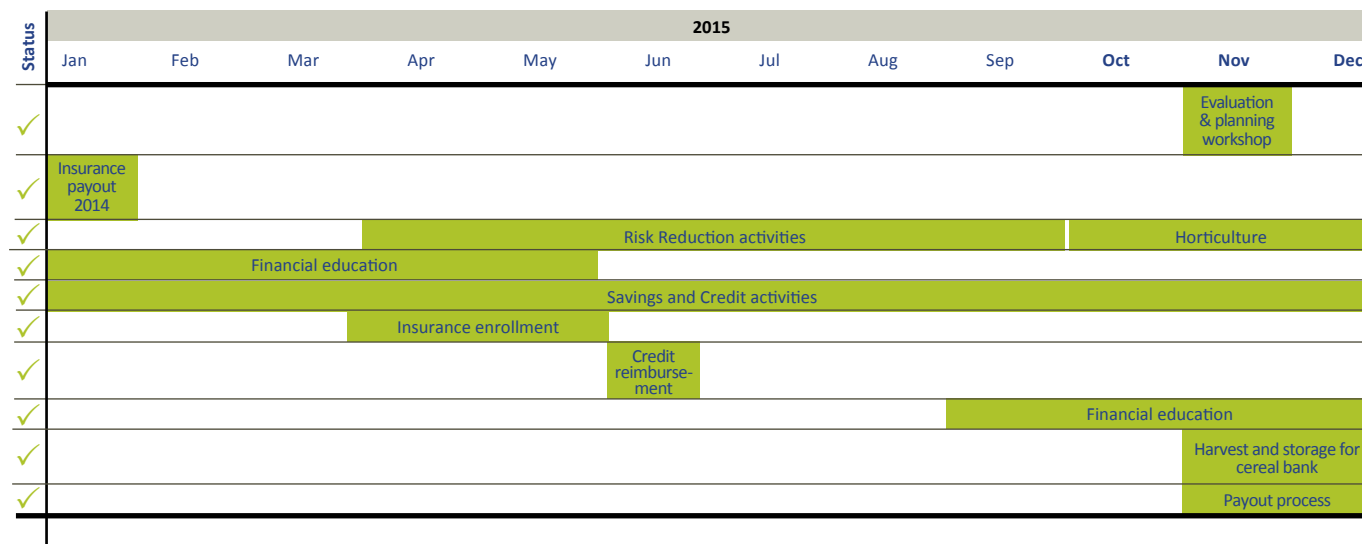 Status
2015
Jan Feb Mar Apr May Jun Jul Aug Sep Oct Nov Dec
Evaluation
& planning
workshop
Insurance
payout
2014
Risk Reduction activities Horticulture
Financial education
Savings and Credit activities
Insurance enrollment
Credit
reimburse-
ment
Financial education
Harvest and storage for
cereal bank
Payout process